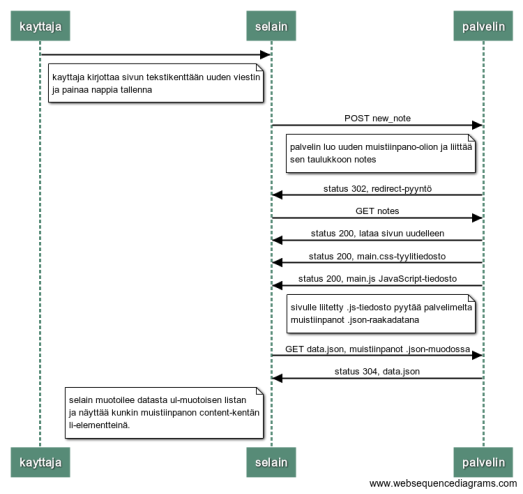 kayttaja
selain
palvelin
kayttaja kirjottaa sivun tekstikenttään uuden viestin
ja painaa nappia tallenna
POST new_note
palvelin luo uuden muistiinpano-olion ja liittää
sen taulukkoon notes
status 302, redirect-pyyntö
GET notes
status 200, lataa sivun uudelleen
status 200, main.css-tyylitiedosto
status 200, main.js JavaScript-tiedosto
sivulle liitetty .js-tiedosto pyytää palvelimelta
muistiinpanot .json-raakadatana
GET data.json, muistiinpanot .json-muodossa
status 304, data.json
selain muotoilee datasta ul-muotoisen listan
ja näyttää kunkin muistiinpanon content-kentän
li-elementteinä.
kayttaja
selain
palvelin
www.websequencediagrams.com